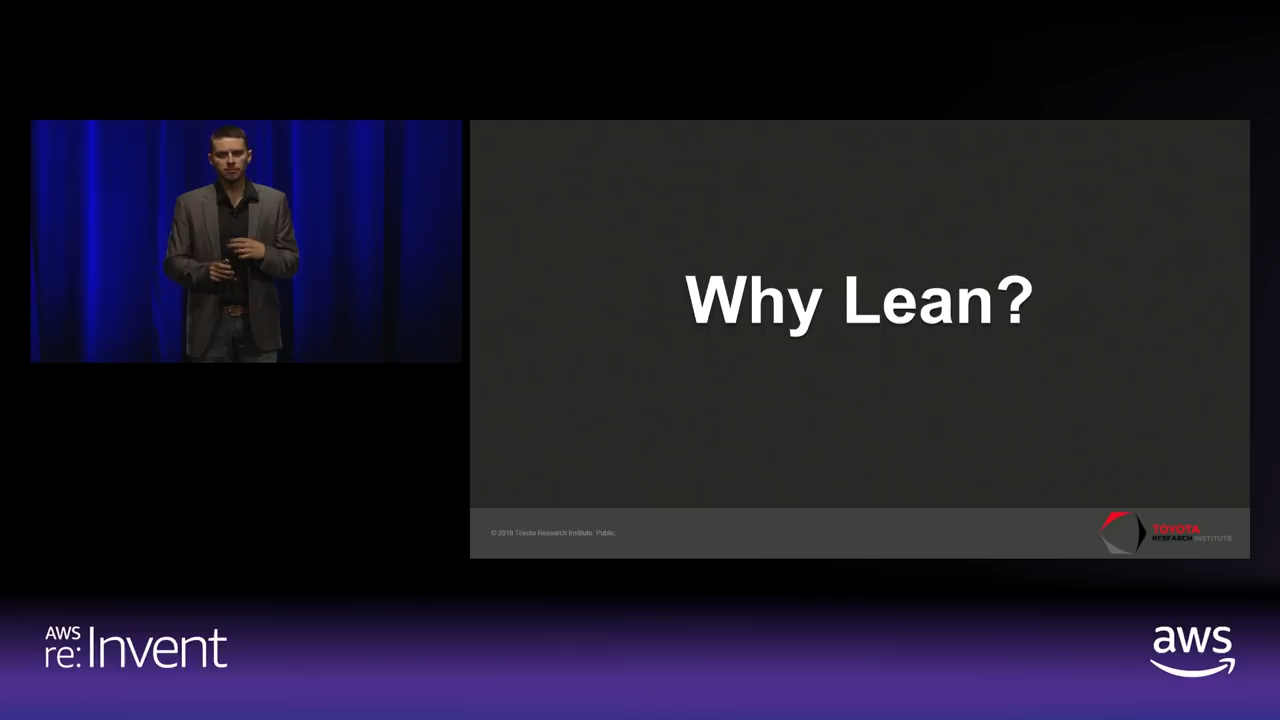 Why Lean?
© 2018 Toyota Research Institute. Public.
TOYOTA
RESEARCH INSTITUTE
AWS
re:Invent
aws